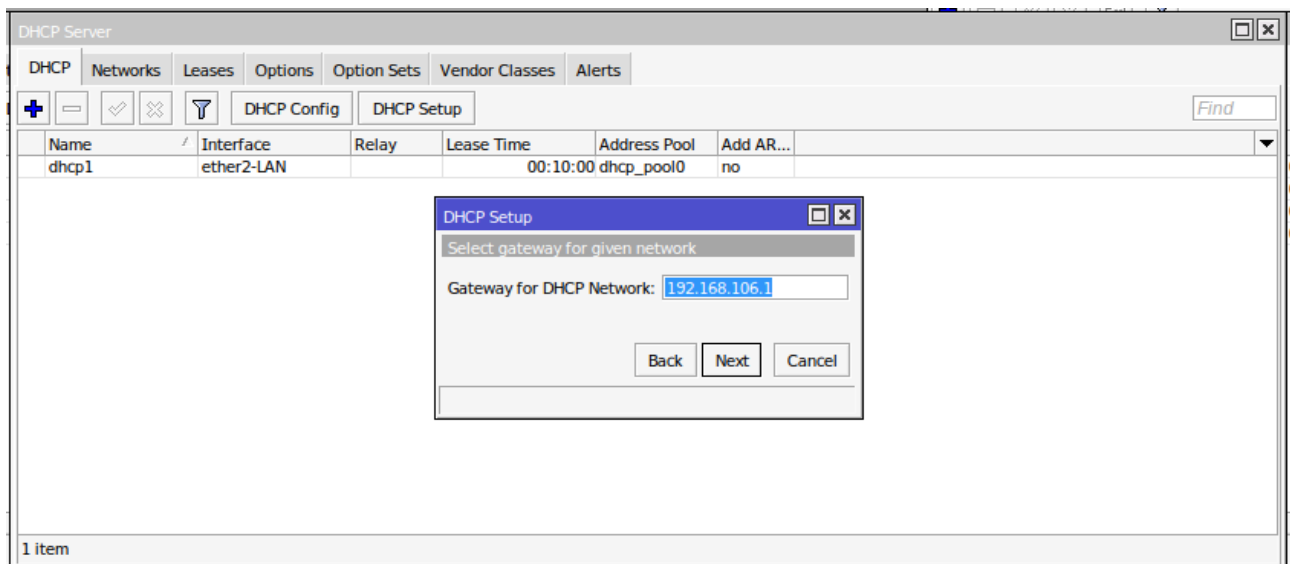 DHCP Server
DHCP Networks Leases Options Option Sets Vendor Classes Alerts
DHCP Config DHCP Setup Find
Name Interface Relay Lease Time Address Pool Add AR...
dhcp1 ether2-LAN 00:10:00 dhcp_pool0 no
DHCP Setup
Select gateway for given network
Gateway for DHCP Network: 192.168.106.1
Back Next Cancel
1 item